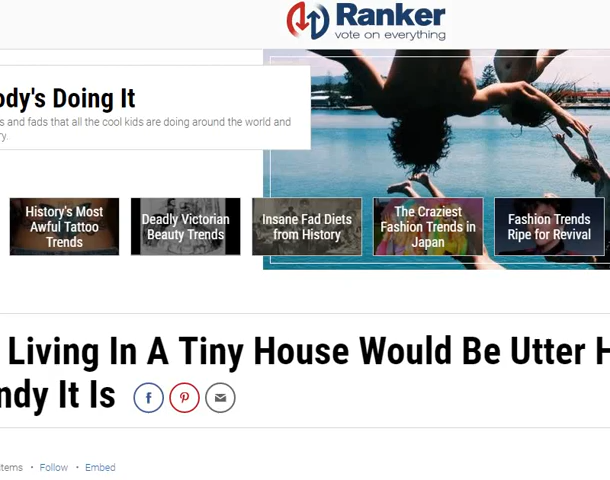 Ranker
vote on everything
ody's Doing It
s and fads that all the cool kids are doing around the world and
ry.
History's Most
Awful Tattoo
Trends
Deadly Victorian
Beauty Trends
Insane Fad Diets
from History
The Craziest
Fashion Trends in
Japan
Fashion Trends
Ripe for Revival
Living In A Tiny House Would Be Utter H
ndy It Is
items • Follow • Embed